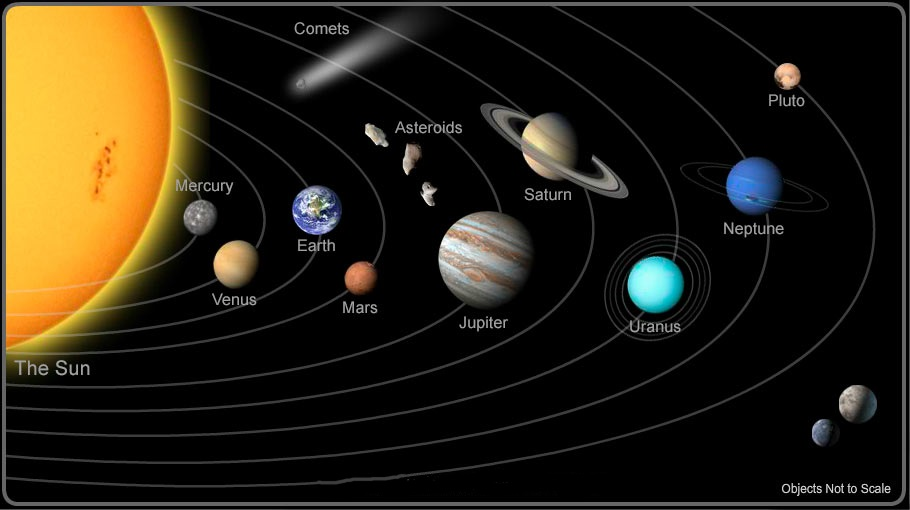 Comets
Pluto
Asteroids
Mercury
Saturn
Neptune
Earth
Venus
Mars
Jupiter
Uranus
The Sun
Objects Not to Scale